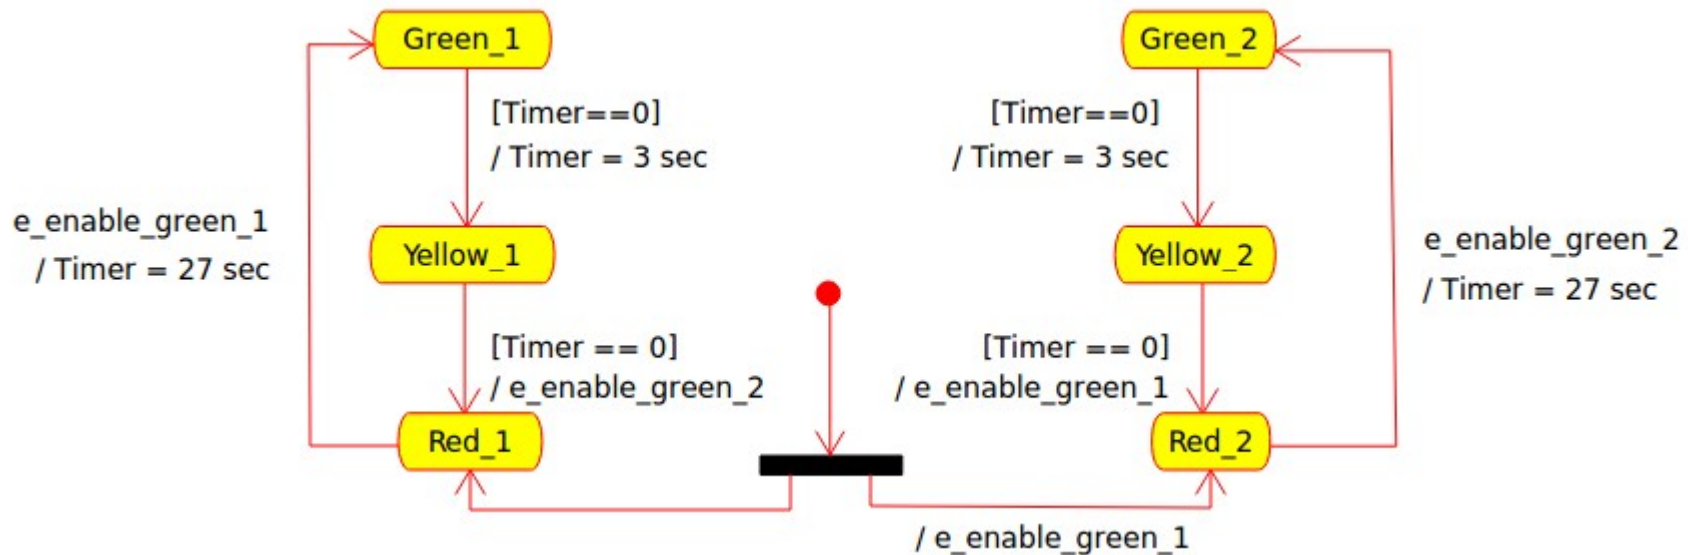 Green_1
Green_2
[Timer==0]
/ Timer = 3 sec
[Timer==0]
/ Timer = 3 sec
e_enable_green_1
/ Timer = 27 sec
Yellow_1
Yellow_2
e_enable_green_2
/ Timer = 27 sec
[Timer == 0]
/ e_enable_green_2
[Timer == 0]
/ e_enable_green_1
Red_1
Red_2
/ e_enable_green_1